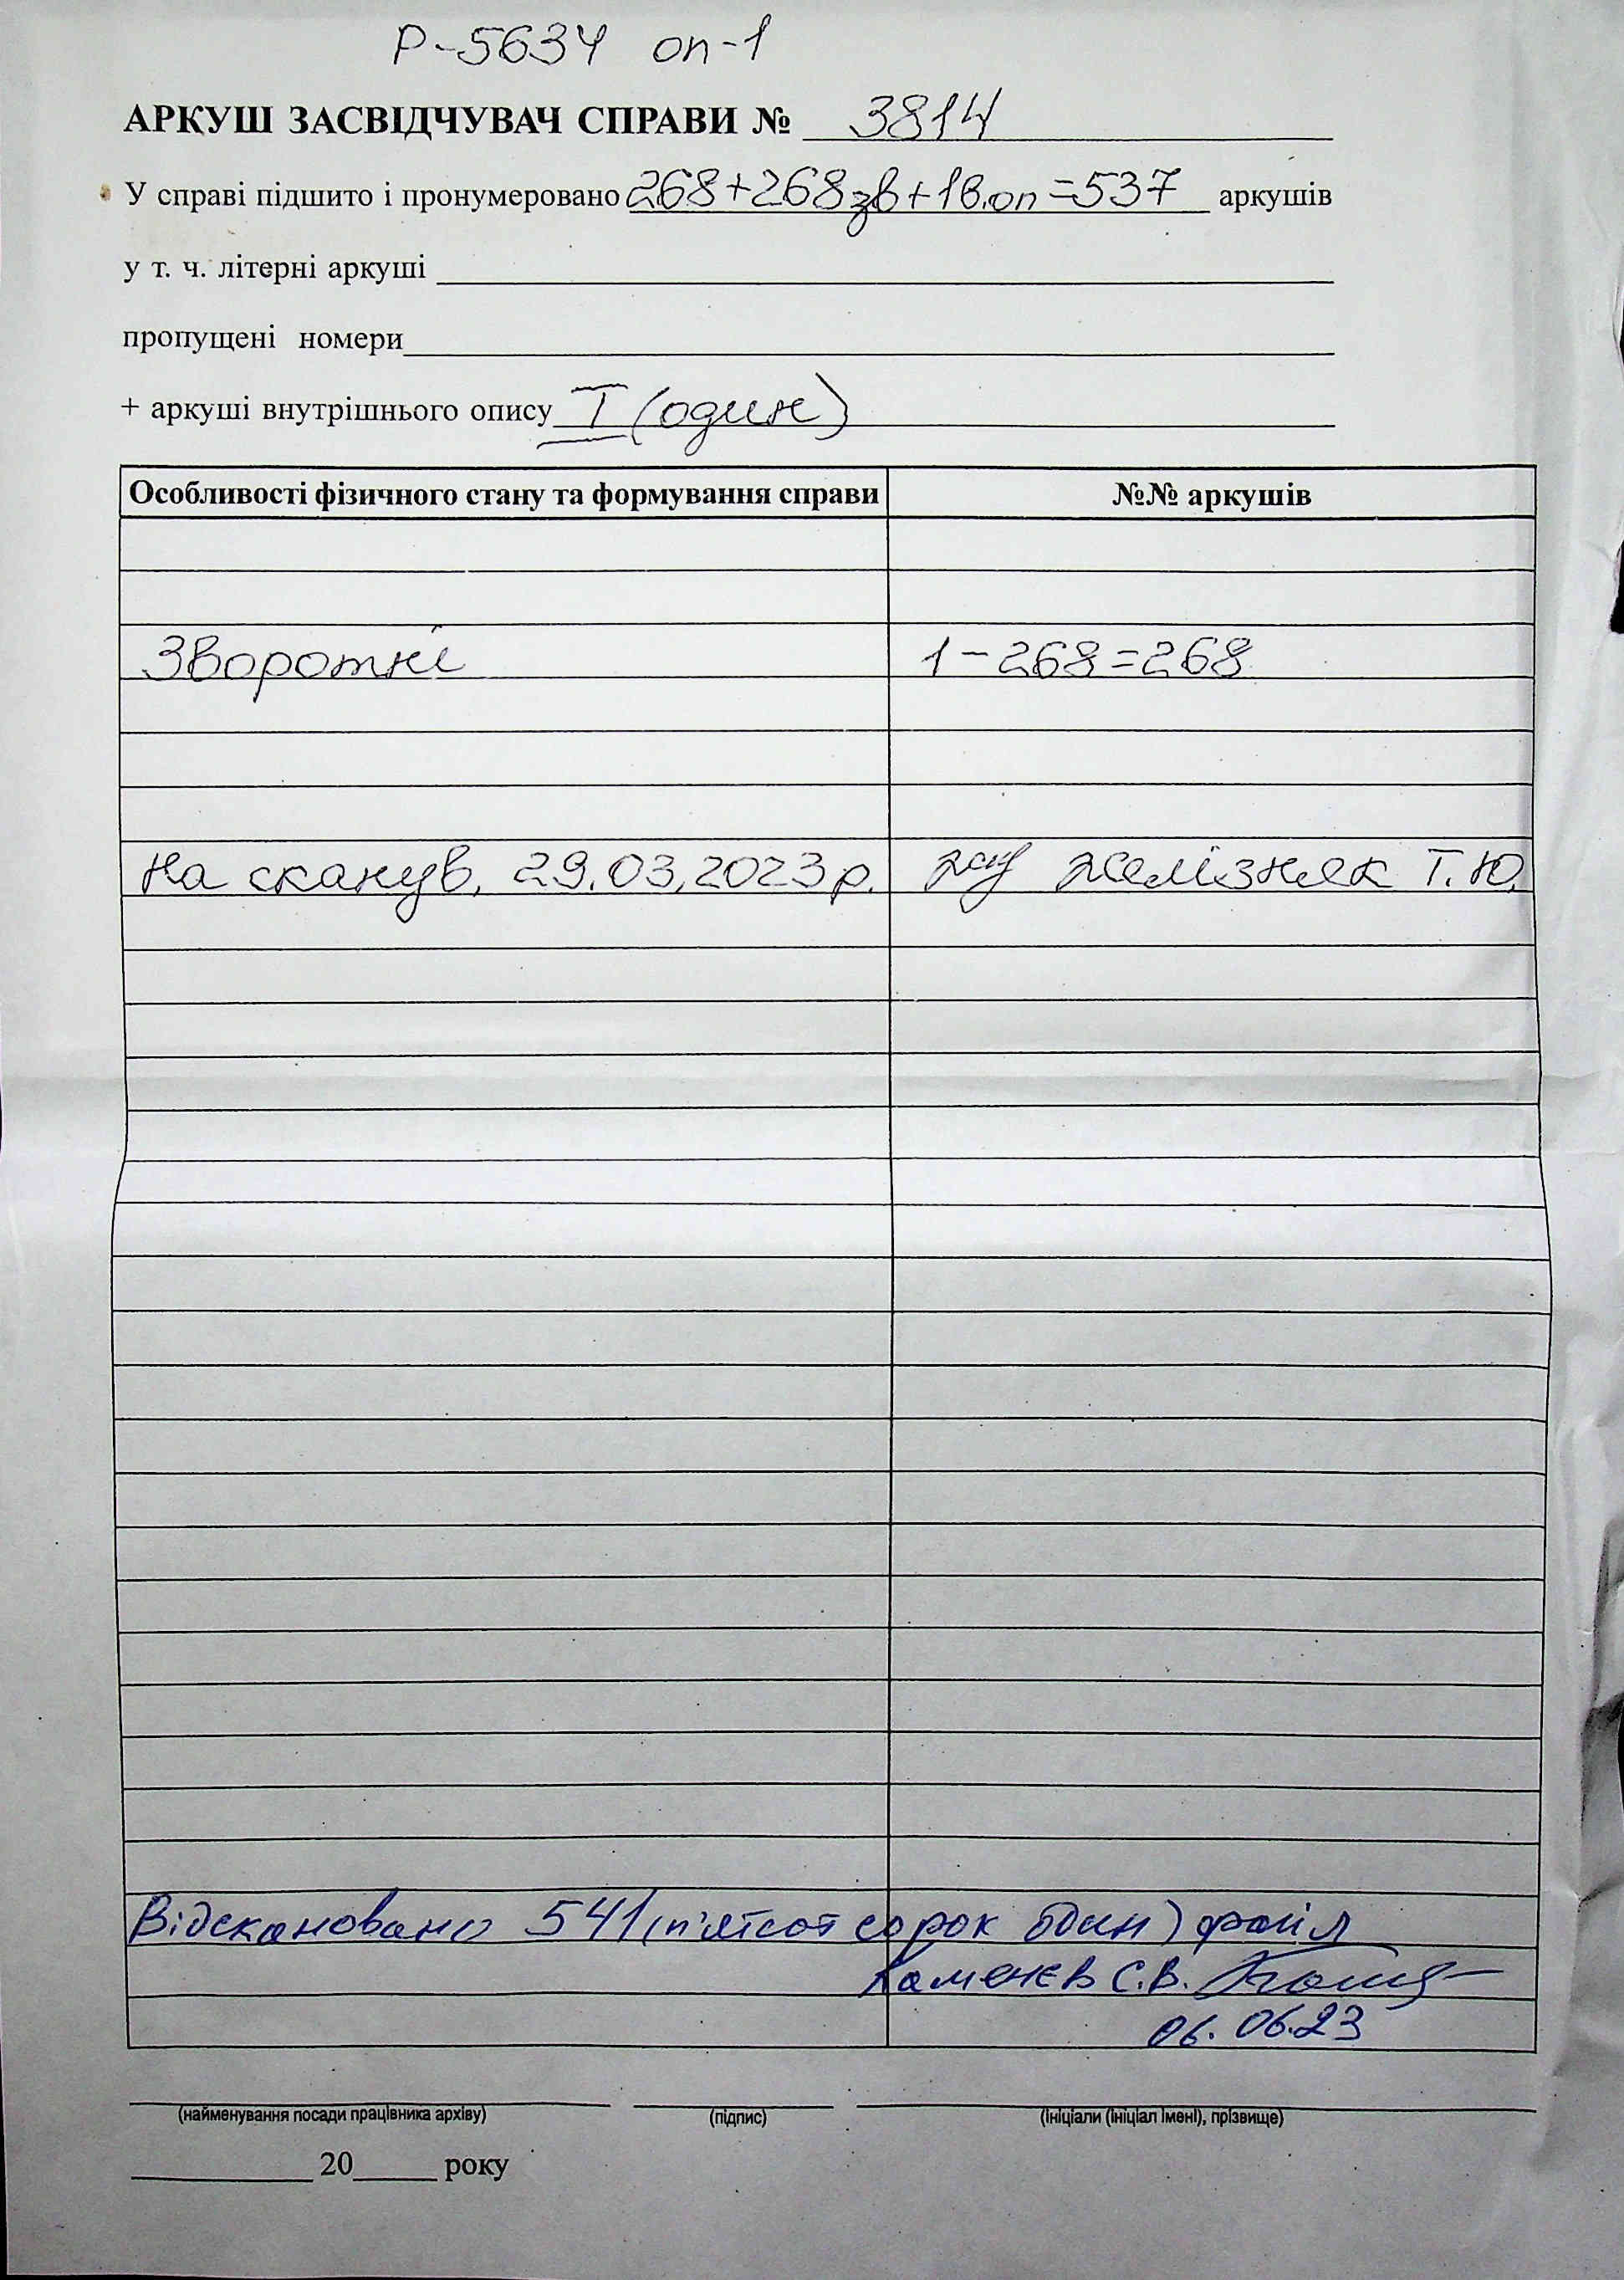 Р-5634 оп-1
АРКУШ ЗАСВІДЧУВАЧ СПРАВИ № 3814
У справі підшито і пронумеровано 268+268зв+1в.оп=537 аркушів
у т. ч. літерні аркуші
пропущені номери
+ аркуші внутрішнього опису I (один)
Особливості фізичного стану та формування справи №№ аркушів
Зворотні 1-268=268
На сканув. 29.03.2023р. Желізняк Т.Ю.
Відскановано 541 (п'ятсот сорок один) файл
Каменєв С.В.
06.06.23
(найменування посади працівника архіву) (підпис) (ініціали (ініціал імені), прізвище)
20 року